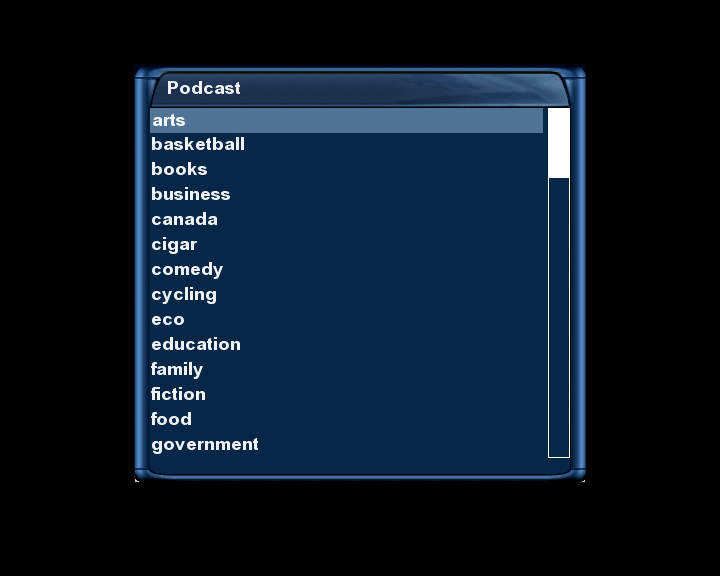 Podcast
arts
basketball
books
business
canada
cigar
comedy
cycling
eco
education
family
fiction
food
government